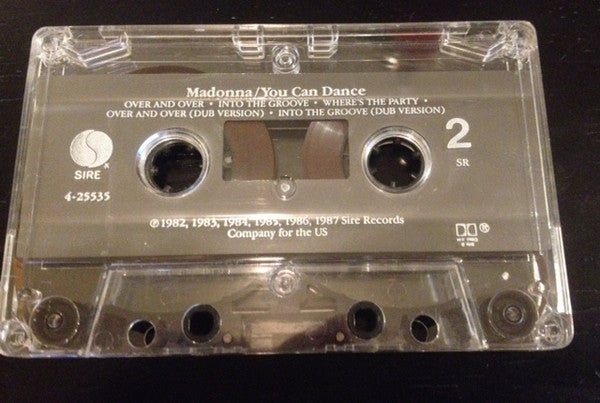 Madonna/You Can Dance
OVER AND OVER • INTO THE GROOVE • WHERE'S THE PARTY •
OVER AND OVER (DUB VERSION) • INTO THE GROOVE (DUB VERSION)
2
SR
SIRE
4-25535
℗1982, 1983, 1984, 1985, 1986, 1987 Sire Records
Company for the US
®
HX PRO